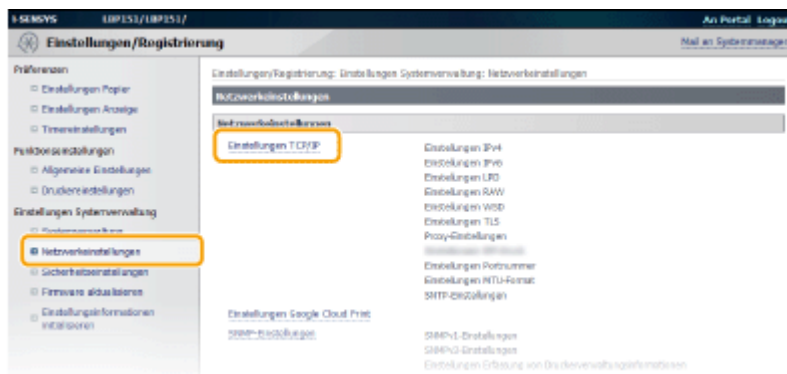 i-SENSYS LBP151/LBP151/
An Portal Logout
Einstellungen/Registrierung
Mail an Systemmanager
Präferenzen
Einstellungen Papier
Einstellungen Anzeige
Timereinstellungen
Funktionseinstellungen
Allgemeine Einstellungen
Druckereinstellungen
Einstellungen Systemverwaltung
Systemverwaltung
Netzwerkeinstellungen
Sicherheitseinstellungen
Firmware aktualisieren
Einstellungsinformationen
initialisieren
Einstellungen/Registrierung: Einstellungen Systemverwaltung: Netzwerkeinstellungen
Netzwerkeinstellungen
Netzwerkeinstellungen
Einstellungen TCP/IP
Einstellungen IPv4
Einstellungen IPv6
Einstellungen LPD
Einstellungen RAW
Einstellungen WSD
Einstellungen TLS
Proxy-Einstellungen
Einstellungen Portnummer
Einstellungen MTU-Format
SNTP-Einstellungen
Einstellungen Google Cloud Print
SNMP-Einstellungen
SNMPv1-Einstellungen
SNMPv3-Einstellungen
Einstellungen Erfassung von Druckerverwaltungsinformationen